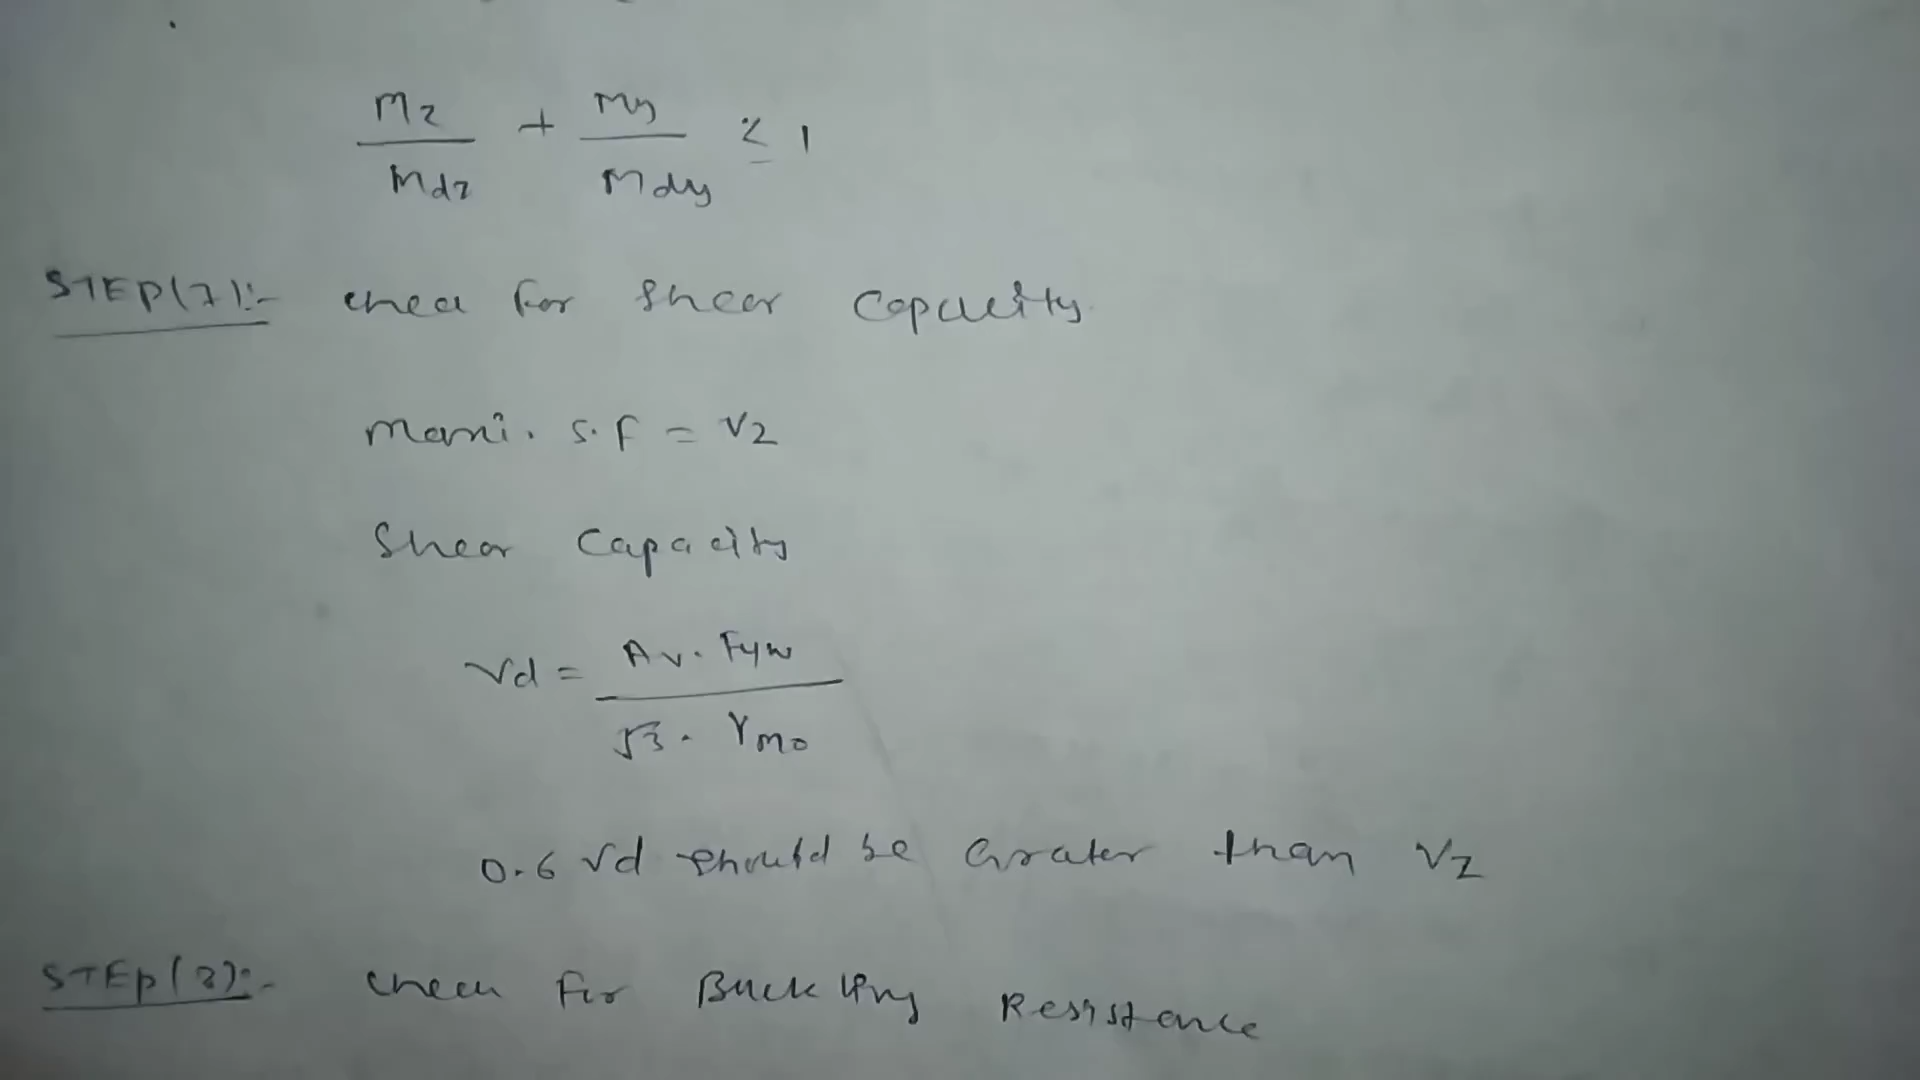 Mz/Mdz + My/Mdy ≤ 1
STEP(7):- check for shear capacity.
Maxi. S.F = Vz
Shear Capacity
Vd = Av. Fyw / √3 . γmo
0.6 Vd should be Grater than Vz
STEP(8):- check for Buckling Resistance